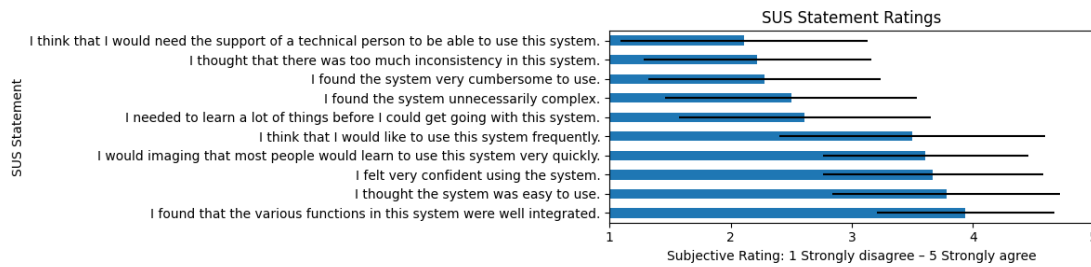 SUS Statement Ratings
I think that I would need the support of a technical person to be able to use this system.
I thought that there was too much inconsistency in this system.
I found the system very cumbersome to use.
I found the system unnecessarily complex.
I needed to learn a lot of things before I could get going with this system.
I think that I would like to use this system frequently.
I would imaging that most people would learn to use this system very quickly.
I felt very confident using the system.
I thought the system was easy to use.
I found that the various functions in this system were well integrated.
SUS Statement
1 2 3 4 5
Subjective Rating: 1 Strongly disagree – 5 Strongly agree